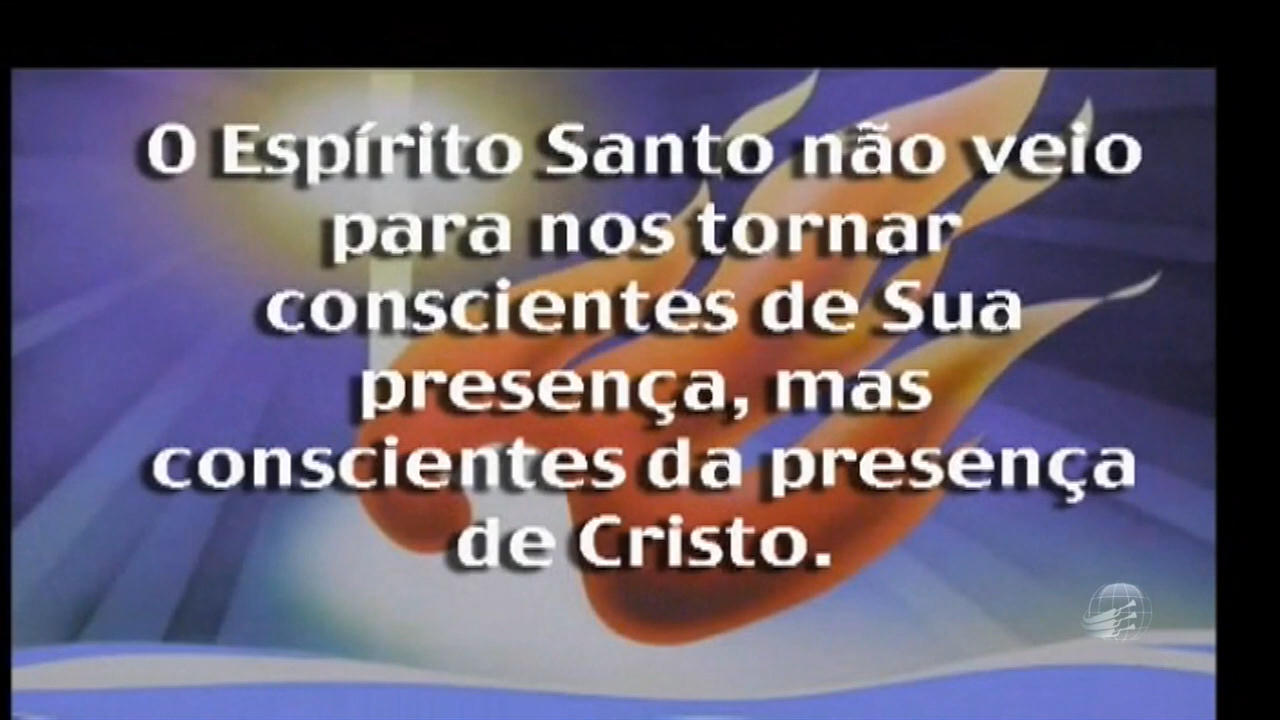 O Espírito Santo não veio
para nos tornar
conscientes de Sua
presença, mas
conscientes da presença
de Cristo.